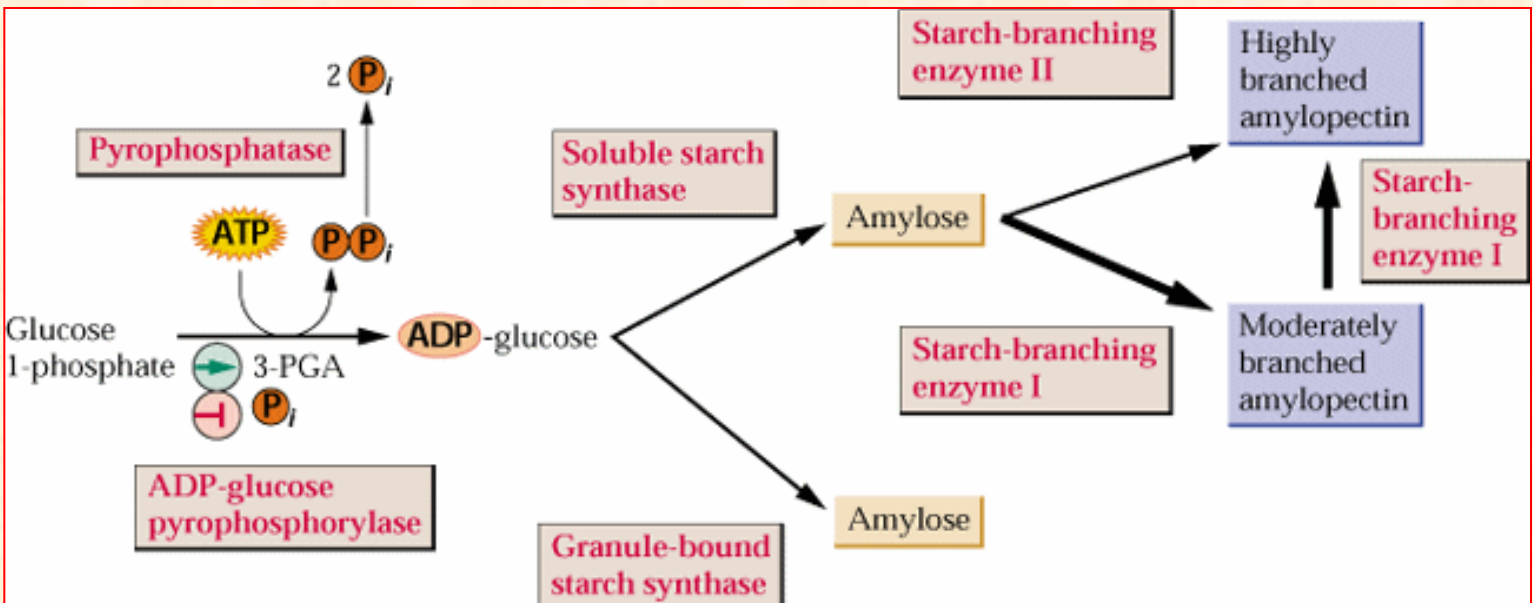 2 Pi
Pyrophosphatase
ATP
PPi
Glucose
1-phosphate
3-PGA
Pi
ADP-glucose
pyrophosphorylase
ADP -glucose
Soluble starch
synthase
Granule-bound
starch synthase
Amylose
Amylose
Starch-branching
enzyme II
Starch-branching
enzyme I
Highly
branched
amylopectin
Starch-
branching
enzyme I
Moderately
branched
amylopectin